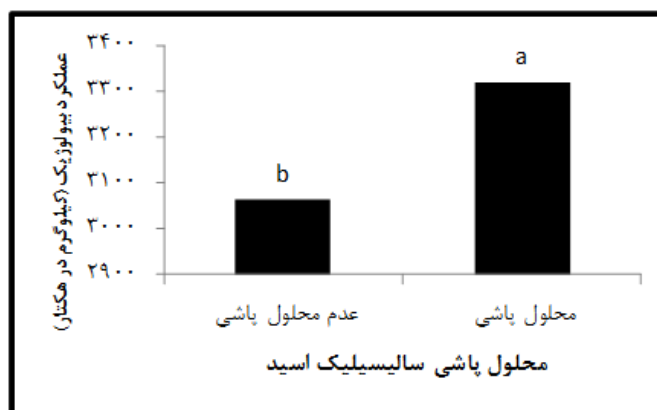 عملکرد بیولوژیک (کیلوگرم در هکتار)
۳۴۰۰
۳۳۰۰
۳۲۰۰
۳۱۰۰
۳۰۰۰
۲۹۰۰
a
b
محلول پاشی
عدم محلول پاشی
محلول پاشی سالیسیلیک اسید